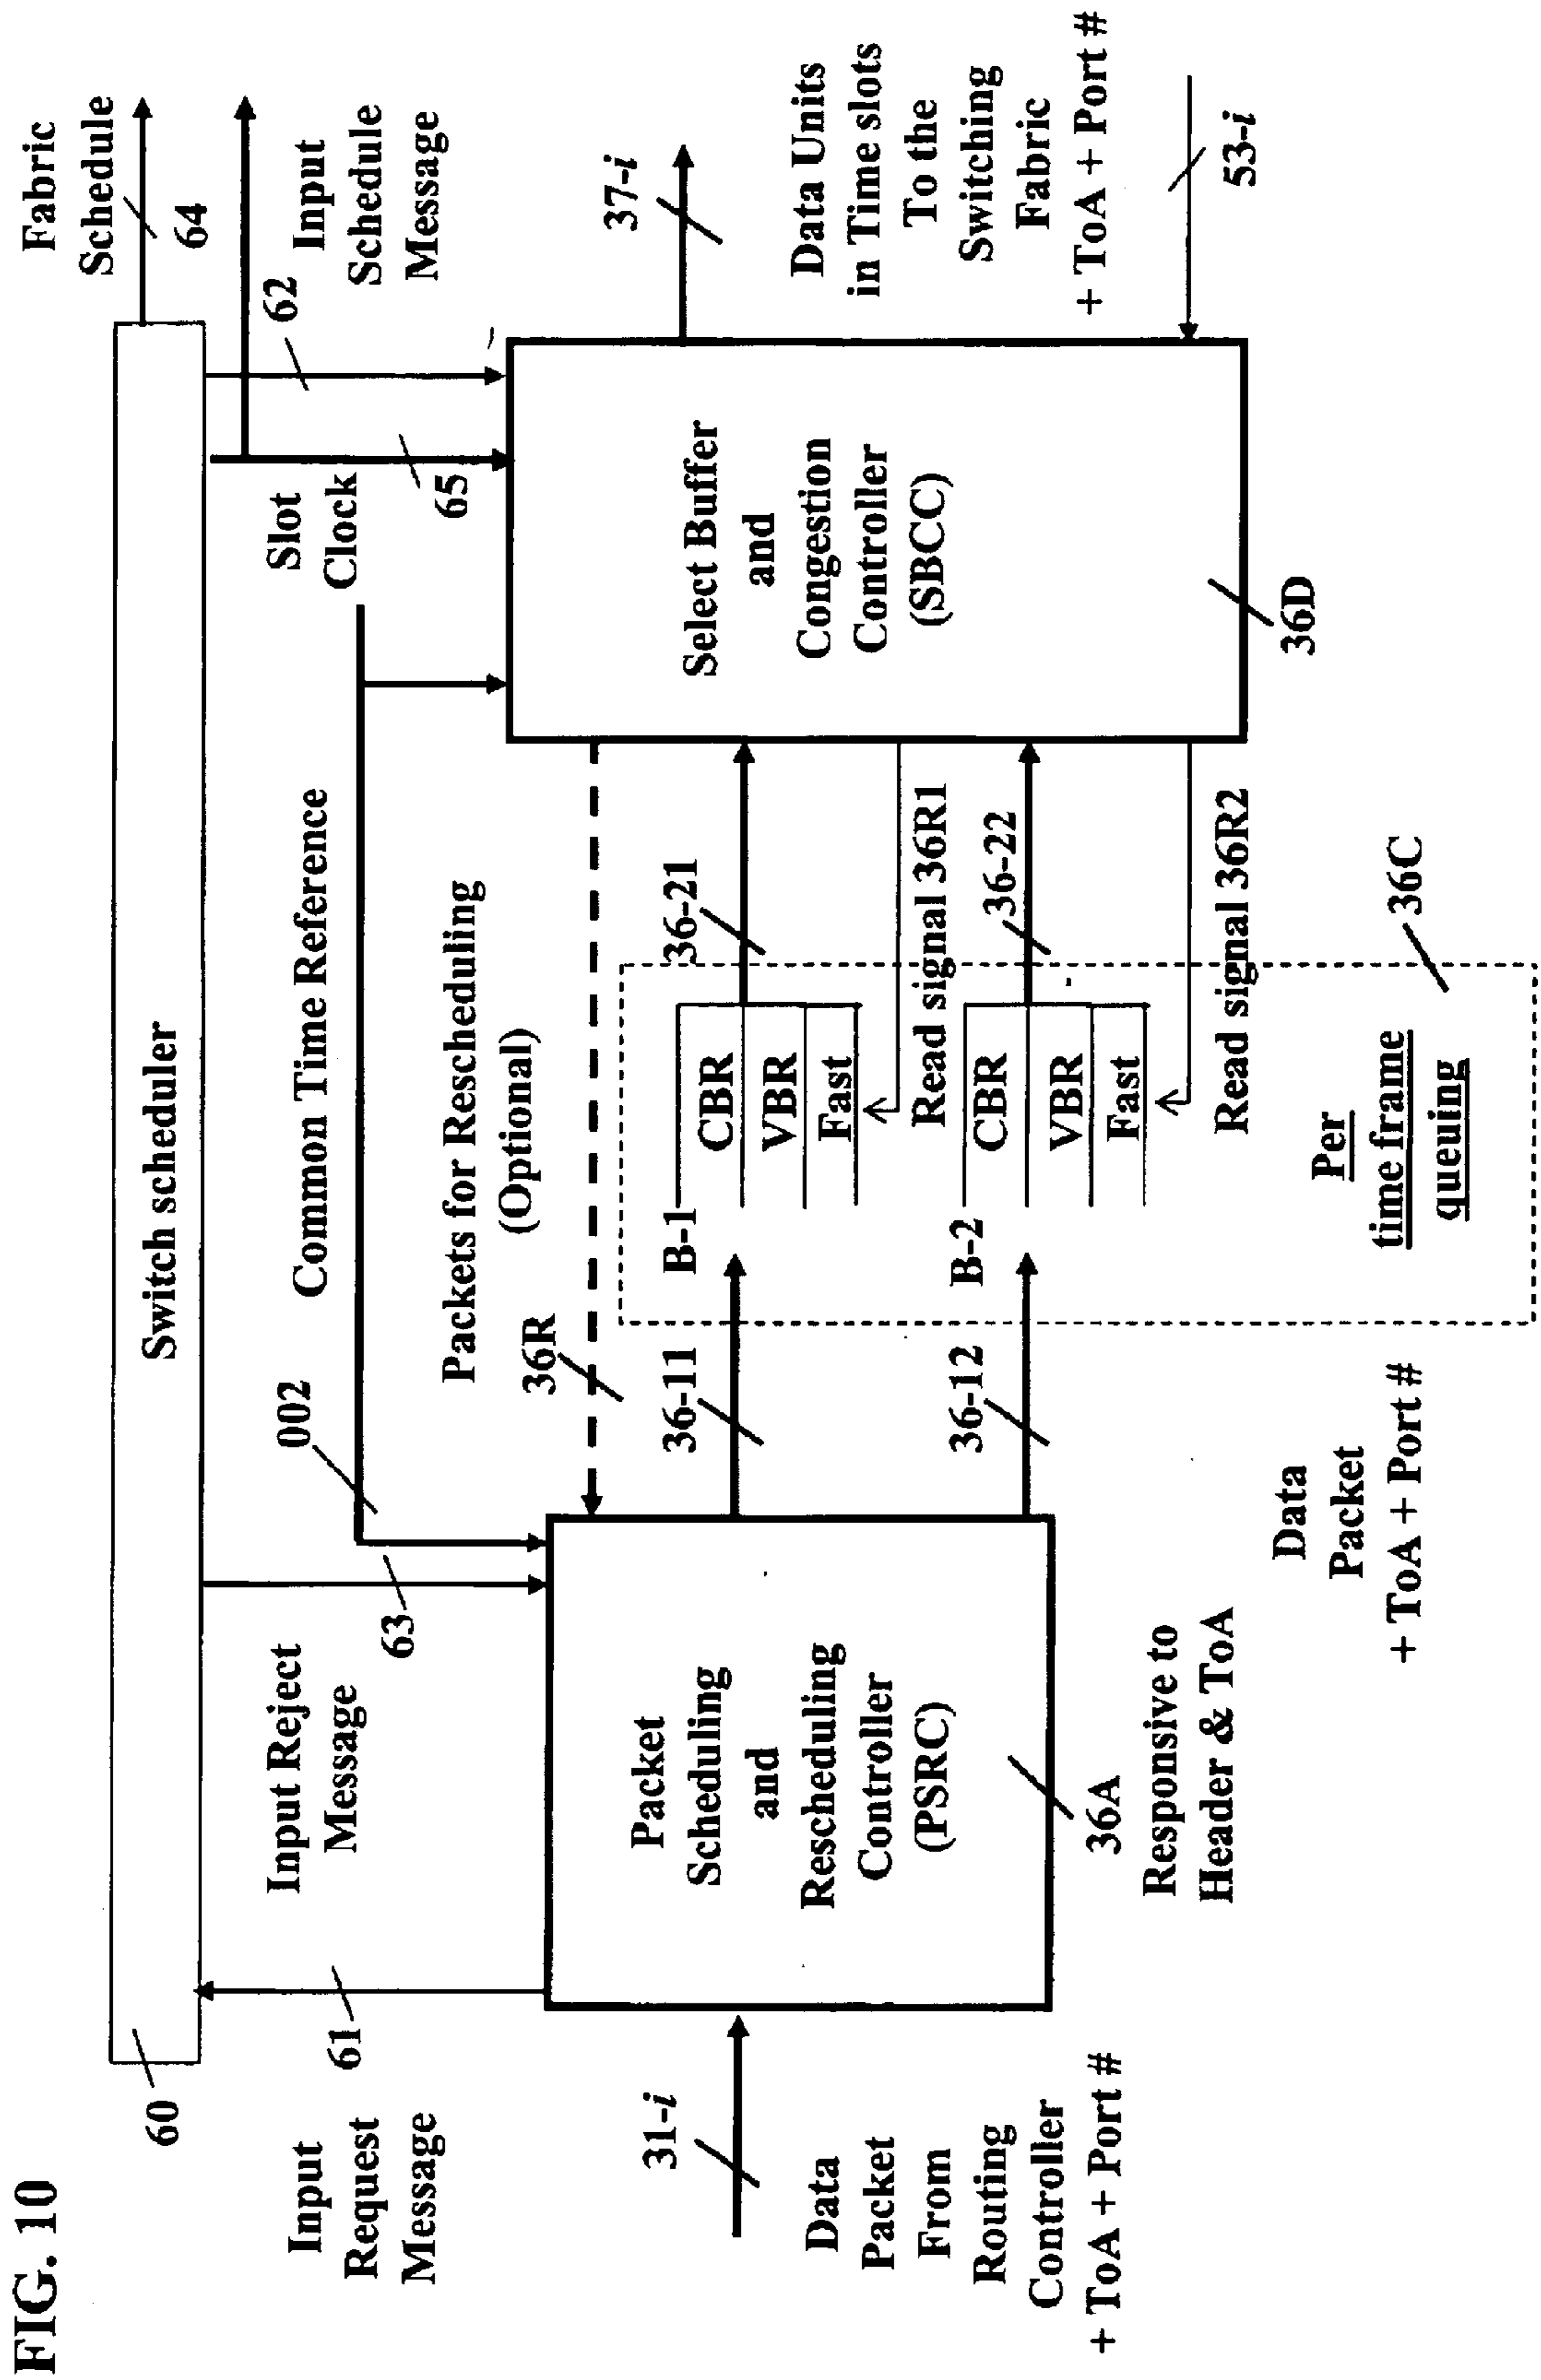 FIG. 10
60
Switch scheduler
Fabric
Schedule
64
Input
Request
Message
61
Input Reject
Message
63
002
Common Time Reference
Slot
Clock
65
62
Input
Schedule
Message
Packets for Rescheduling
(Optional)
36R
31-i
Data
Packet
From
Routing
Controller
+ ToA + Port #
Packet
Scheduling
and
Rescheduling
Controller
(PSRC)
36A
Responsive to
Header & ToA
36-11
36-12
Data
Packet
+ ToA + Port #
B-1
CBR
VBR
Fast
B-2
CBR
VBR
Fast
Per
time frame
queuing
36C
36-21
Read signal 36R1
36-22
Read signal 36R2
Select Buffer
and
Congestion
Controller
(SBCC)
36D
37-i
Data Units
in Time slots
To the
Switching
Fabric
+ ToA + Port #
53-i